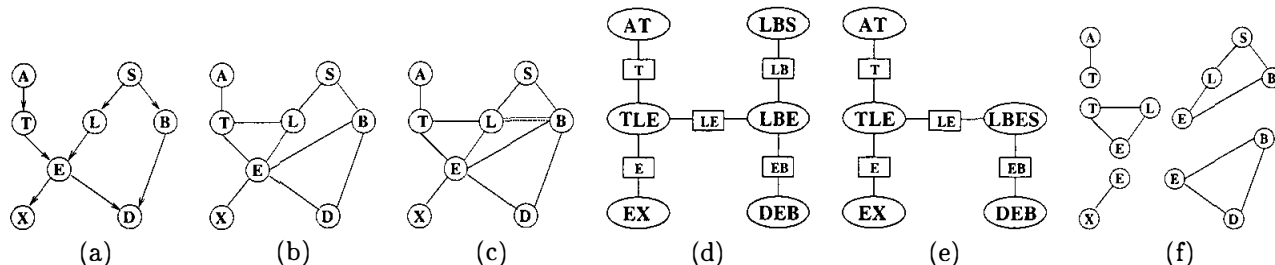 A S
T L B
E
X D
(a)
A S
T L B
E
X D
(b)
A S
T L B
E
X D
(c)
AT LBS
T LB
TLE LE LBE
E EB
EX DEB
(d)
AT
T
TLE LE LBES
E EB
EX DEB
(e)
A S
T L B
T L E
E B
E E
X D
(f)